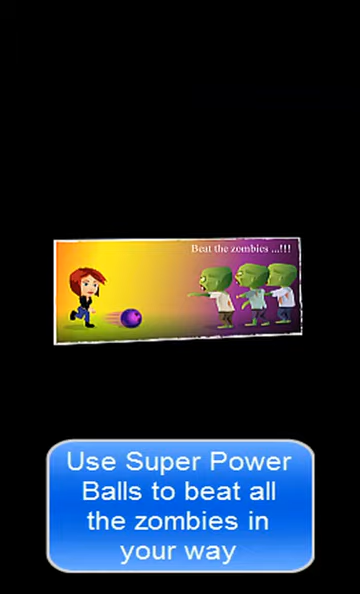 Beat the zombies ...!!!
Use Super Power
Balls to beat all
the zombies in
your way